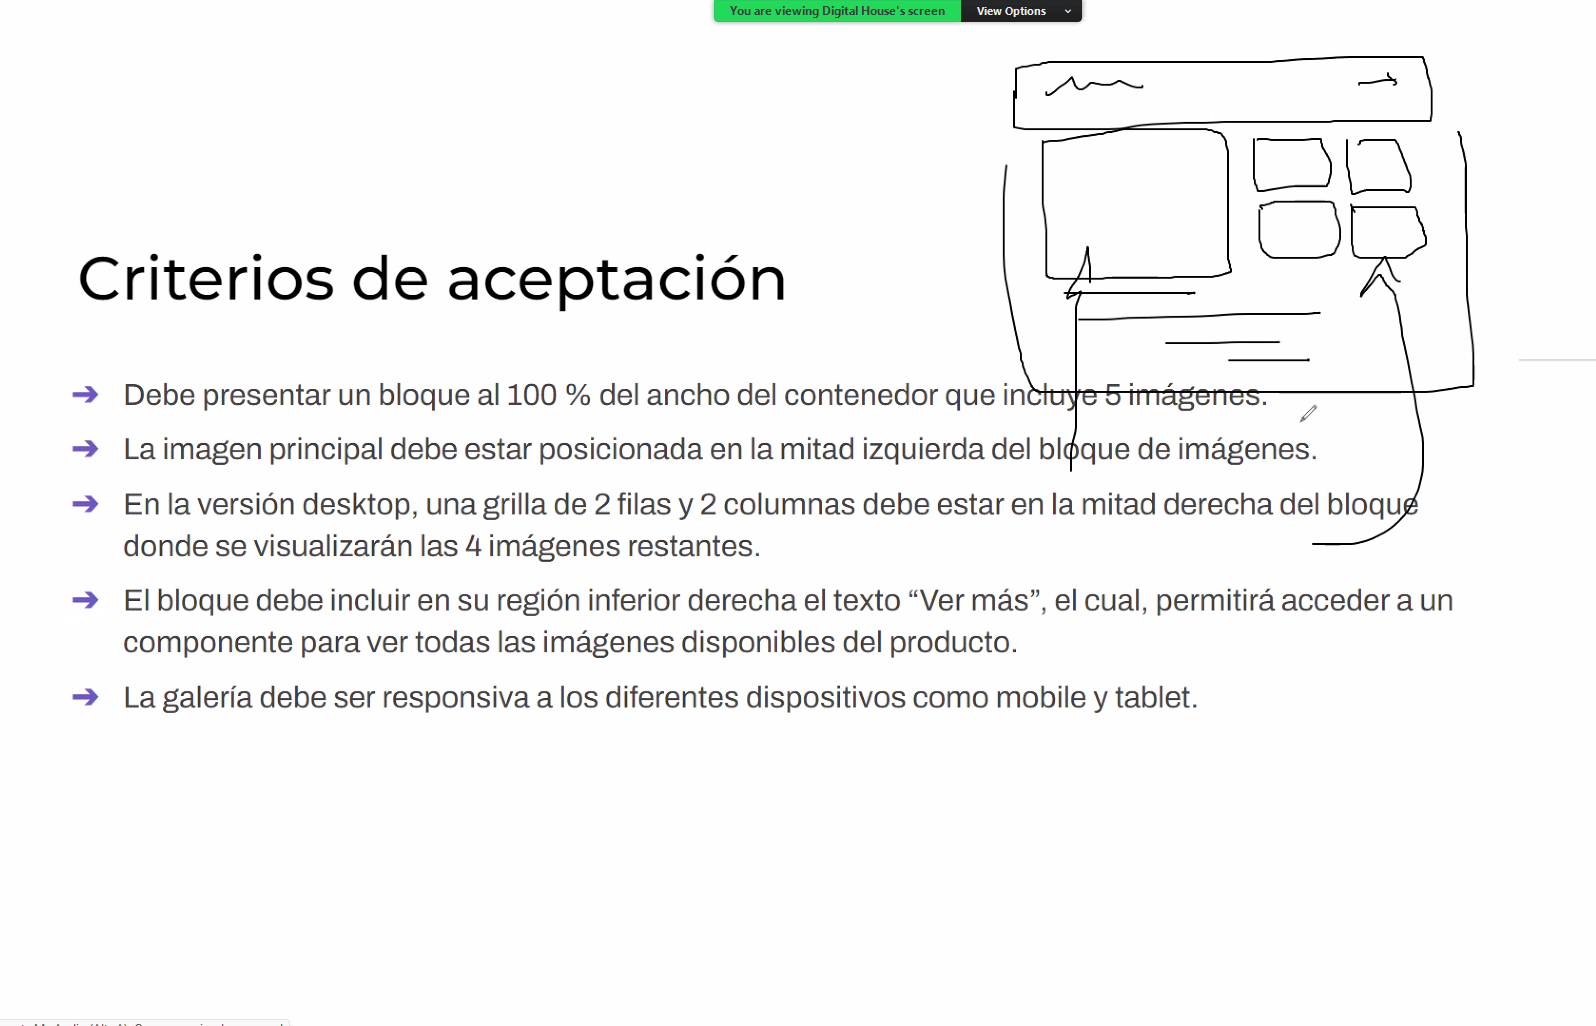 You are viewing Digital House's screen View Options
Criterios de aceptación
➔ Debe presentar un bloque al 100 % del ancho del contenedor que incluye 5 imágenes.
➔ La imagen principal debe estar posicionada en la mitad izquierda del bloque de imágenes.
➔ En la versión desktop, una grilla de 2 filas y 2 columnas debe estar en la mitad derecha del bloque
donde se visualizarán las 4 imágenes restantes.
➔ El bloque debe incluir en su región inferior derecha el texto “Ver más”, el cual, permitirá acceder a un
componente para ver todas las imágenes disponibles del producto.
➔ La galería debe ser responsiva a los diferentes dispositivos como mobile y tablet.